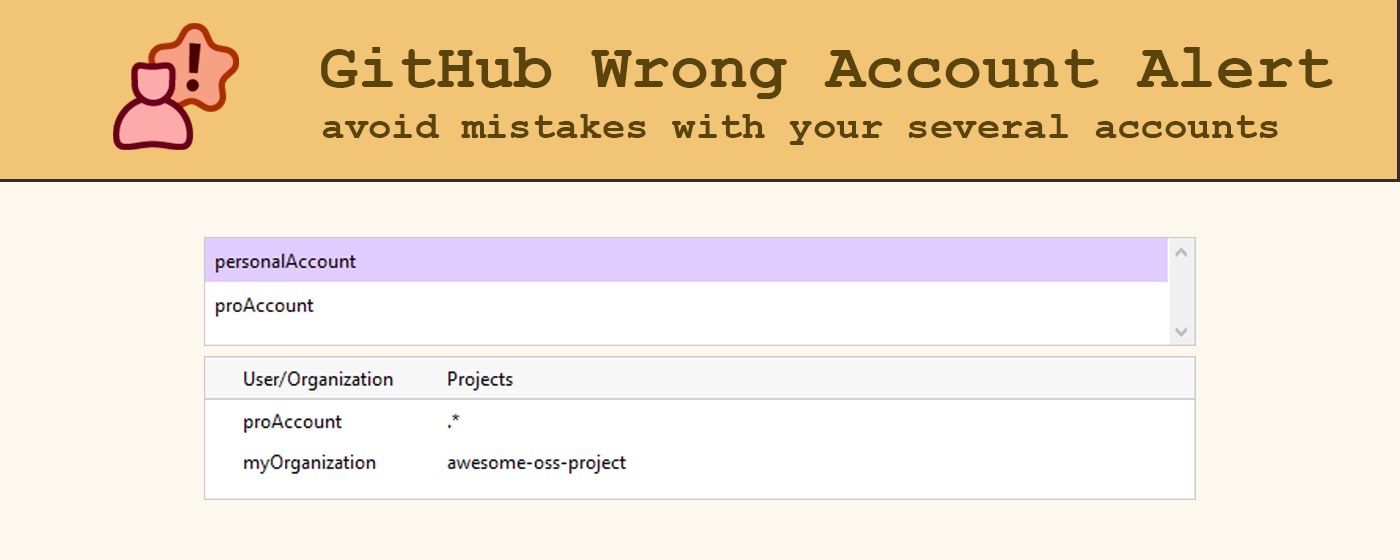 !
GitHub Wrong Account Alert
avoid mistakes with your several accounts
personalAccount
proAccount
User/Organization Projects
proAccount .*
myOrganization awesome-oss-project